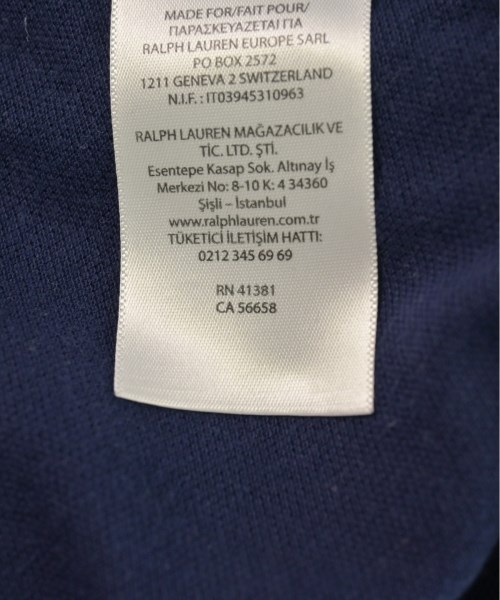 MADE FOR/FAIT POUR/
ΠΑΡΑΣΚΕΥΑΖΕΤΑΙ ΓΙΑ
RALPH LAUREN EUROPE SARL
PO BOX 2572
1211 GENEVA 2 SWITZERLAND
N.I.F. : IT03945310963
RALPH LAUREN MAĞAZACILIK VE
TİC. LTD. ŞTİ.
Esentepe Kasap Sok. Altınay İş
Merkezi No: 8-10 K: 4 34360
Şişli – İstanbul
www.ralphlauren.com.tr
TÜKETİCİ İLETİŞİM HATTI:
0212 345 69 69
RN 41381
CA 56658